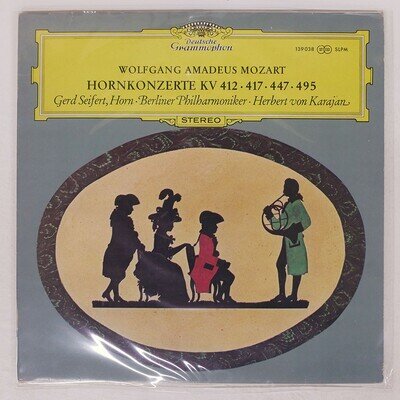 Deutsche
Grammophon
139 038 SLPM
WOLFGANG AMADEUS MOZART
HORNKONZERTE KV 412 · 417 · 447 · 495
Gerd Seifert, Horn · Berliner Philharmoniker · Herbert von Karajan
STEREO